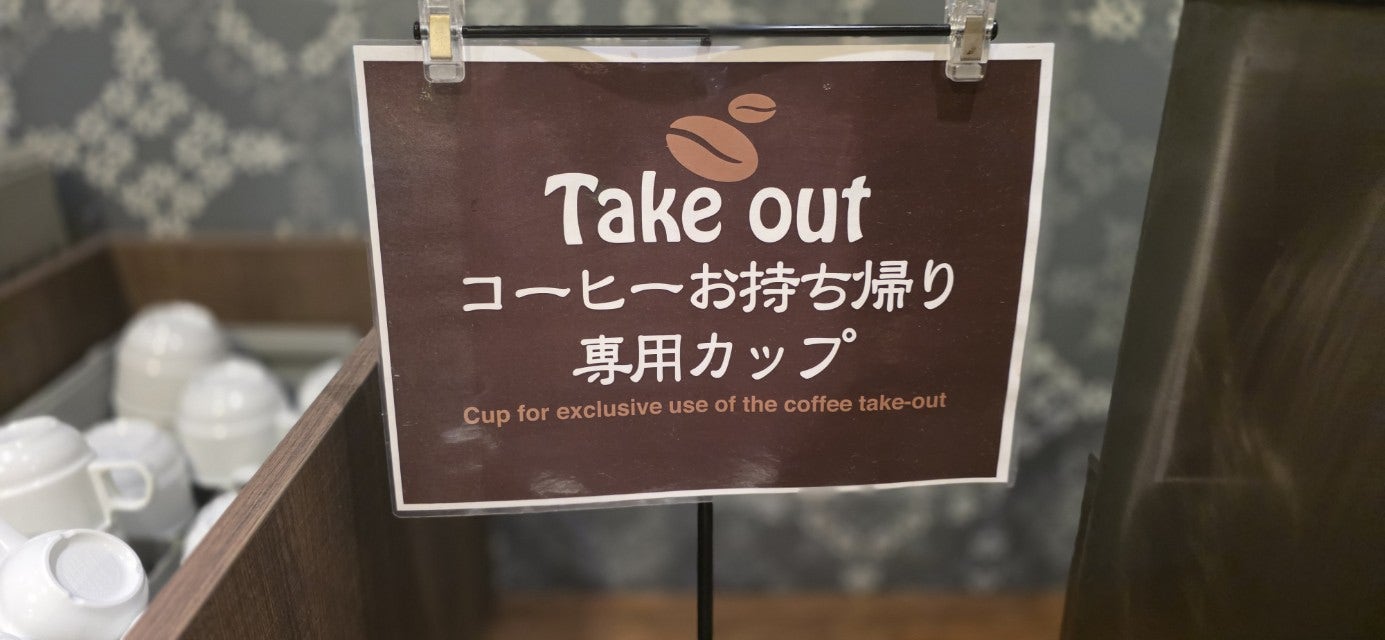 Take out
コーヒーお持ち帰り
専用カップ
Cup for exclusive use of the coffee take-out